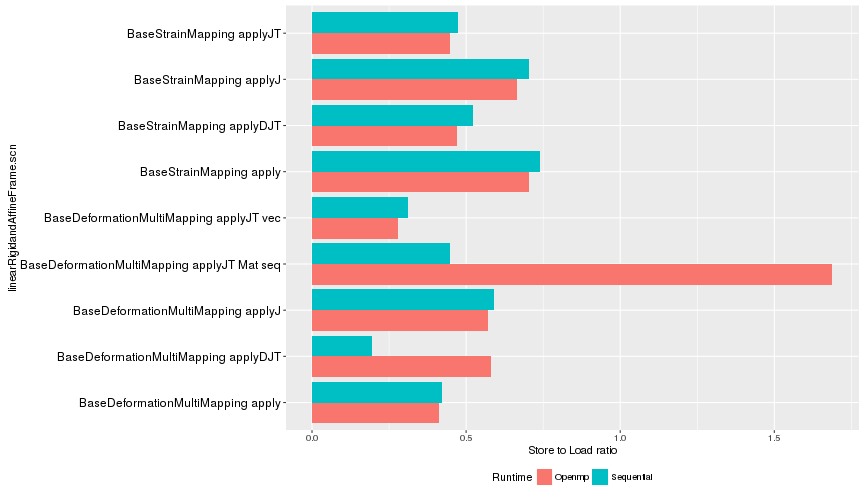 linearRigidandAffineFrame.scn
BaseStrainMapping applyJT
BaseStrainMapping applyJ
BaseStrainMapping applyDJT
BaseStrainMapping apply
BaseDeformationMultiMapping applyJT vec
BaseDeformationMultiMapping applyJT Mat seq
BaseDeformationMultiMapping applyJ
BaseDeformationMultiMapping applyDJT
BaseDeformationMultiMapping apply
0.0 0.5 1.0 1.5
Store to Load ratio
Runtime Openmp Sequential